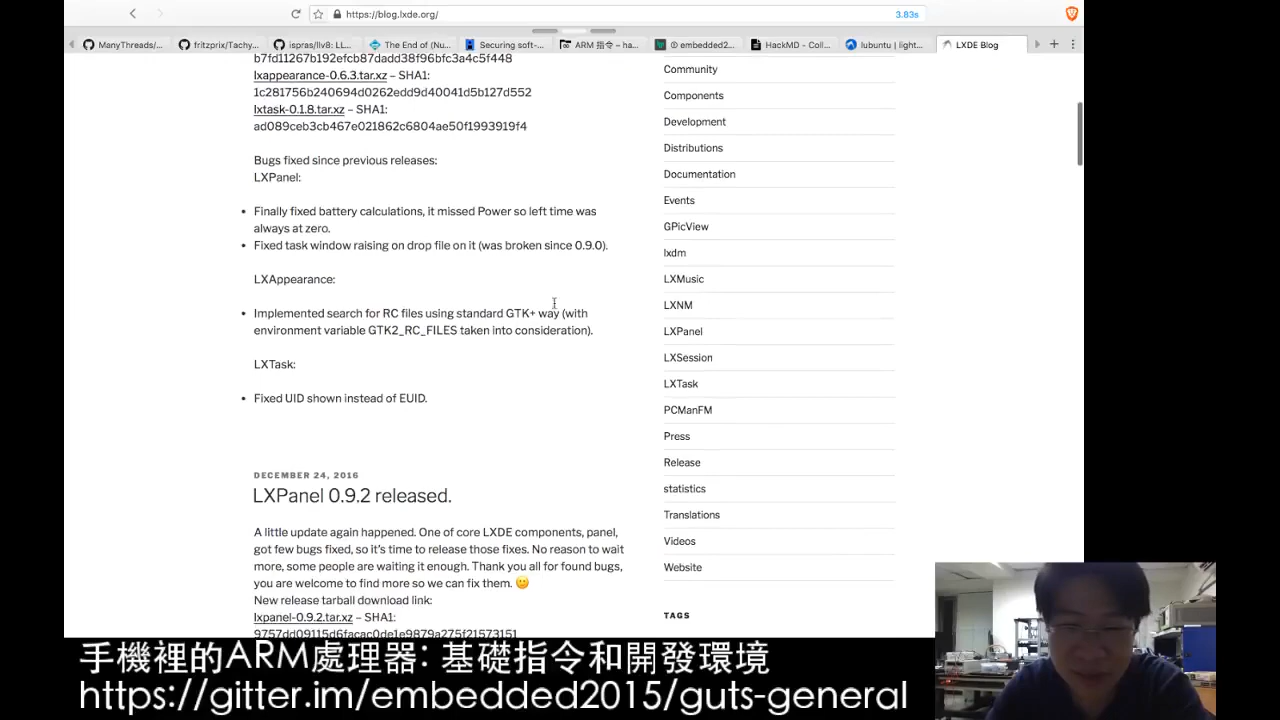 https://blog.lxde.org/
3.83s
ManyThreads/...
fritzprix/Tachy...
ispras/llv8: LL...
The End of (Nu...
Securing soft-...
ARM 指令 – ha...
① embedded2...
HackMD - Coll...
lubuntu | light...
LXDE Blog
b7fd11267b192efcb87dadd38f96bfc3a4c5f448
lxappearance-0.6.3.tar.xz – SHA1:
1c281756b240694d0262edd9d40041d5b127d552
lxtask-0.1.8.tar.xz – SHA1:
ad089ceb3cb467e021862c6804ae50f1993919f4
Bugs fixed since previous releases:
LXPanel:
• Finally fixed battery calculations, it missed Power so left time was
always at zero.
• Fixed task window raising on drop file on it (was broken since 0.9.0).
LXAppearance:
• Implemented search for RC files using standard GTK+ way (with
environment variable GTK2_RC_FILES taken into consideration).
LXTask:
• Fixed UID shown instead of EUID.
DECEMBER 24, 2016
LXPanel 0.9.2 released.
A little update again happened. One of core LXDE components, panel,
got few bugs fixed, so it's time to release those fixes. No reason to wait
more, some people are waiting it enough. Thank you all for found bugs,
you are welcome to find more so we can fix them. 🙂
New release tarball download link:
lxpanel-0.9.2.tar.xz – SHA1:
9757dd09115d6facac0de1e9879a275f21573151
Community
Components
Development
Distributions
Documentation
Events
GPicView
lxdm
LXMusic
LXNM
LXPanel
LXSession
LXTask
PCManFM
Press
Release
statistics
Translations
Videos
Website
TAGS
手機裡的ARM處理器: 基礎指令和開發環境
https://gitter.im/embedded2015/guts-general